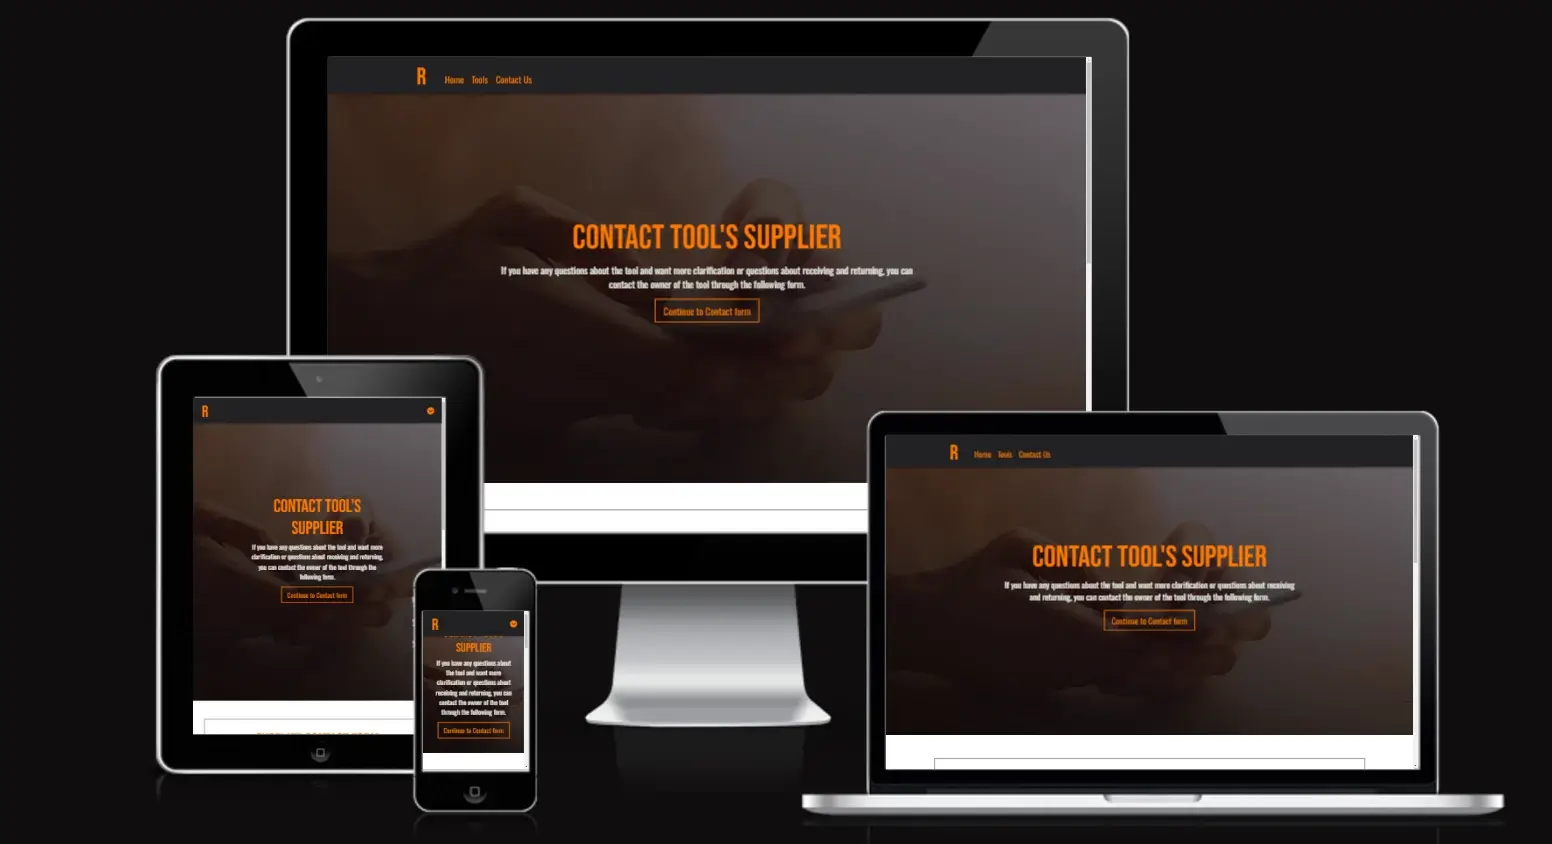 R Home Tools Contact Us
CONTACT TOOL'S SUPPLIER
If you have any questions about the tool and want more clarification or questions about receiving and returning, you can
contact the owner of the tool through the following form.
Continue to Contact form
R
CONTACT TOOL'S
SUPPLIER
If you have any questions about the tool and want more
clarification or questions about receiving and returning,
you can contact the owner of the tool through the
following form.
Continue to Contact form
R
SUPPLIER
If you have any questions about
the tool and want more
clarification or questions about
receiving and returning, you can
contact the owner of the tool
through the following form.
Continue to Contact form
R Home Tools Contact Us
CONTACT TOOL'S SUPPLIER
If you have any questions about the tool and want more clarification or questions about receiving
and returning, you can contact the owner of the tool through the following form.
Continue to Contact form